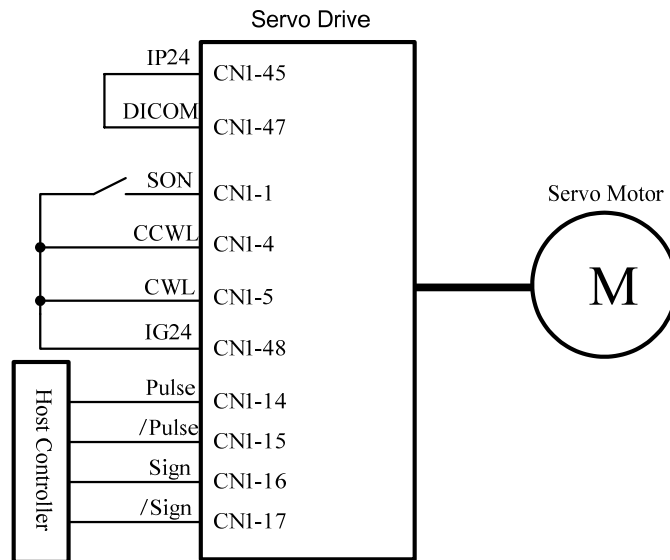 Servo Drive
IP24 CN1-45
DICOM CN1-47
SON CN1-1
Servo Motor
CCWL CN1-4
CWL CN1-5
M
IG24 CN1-48
Host Controller
Pulse CN1-14
/Pulse CN1-15
Sign CN1-16
/Sign CN1-17